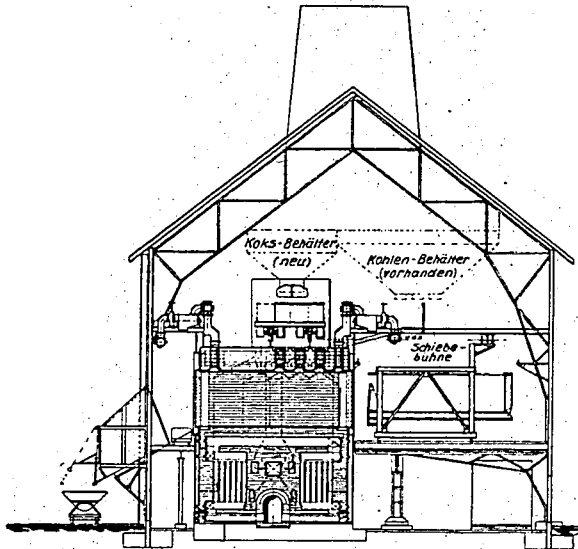 Koks-Behälter
(neu)
Kohlen-Behälter
(vorhanden)
Schiebe-
bühne